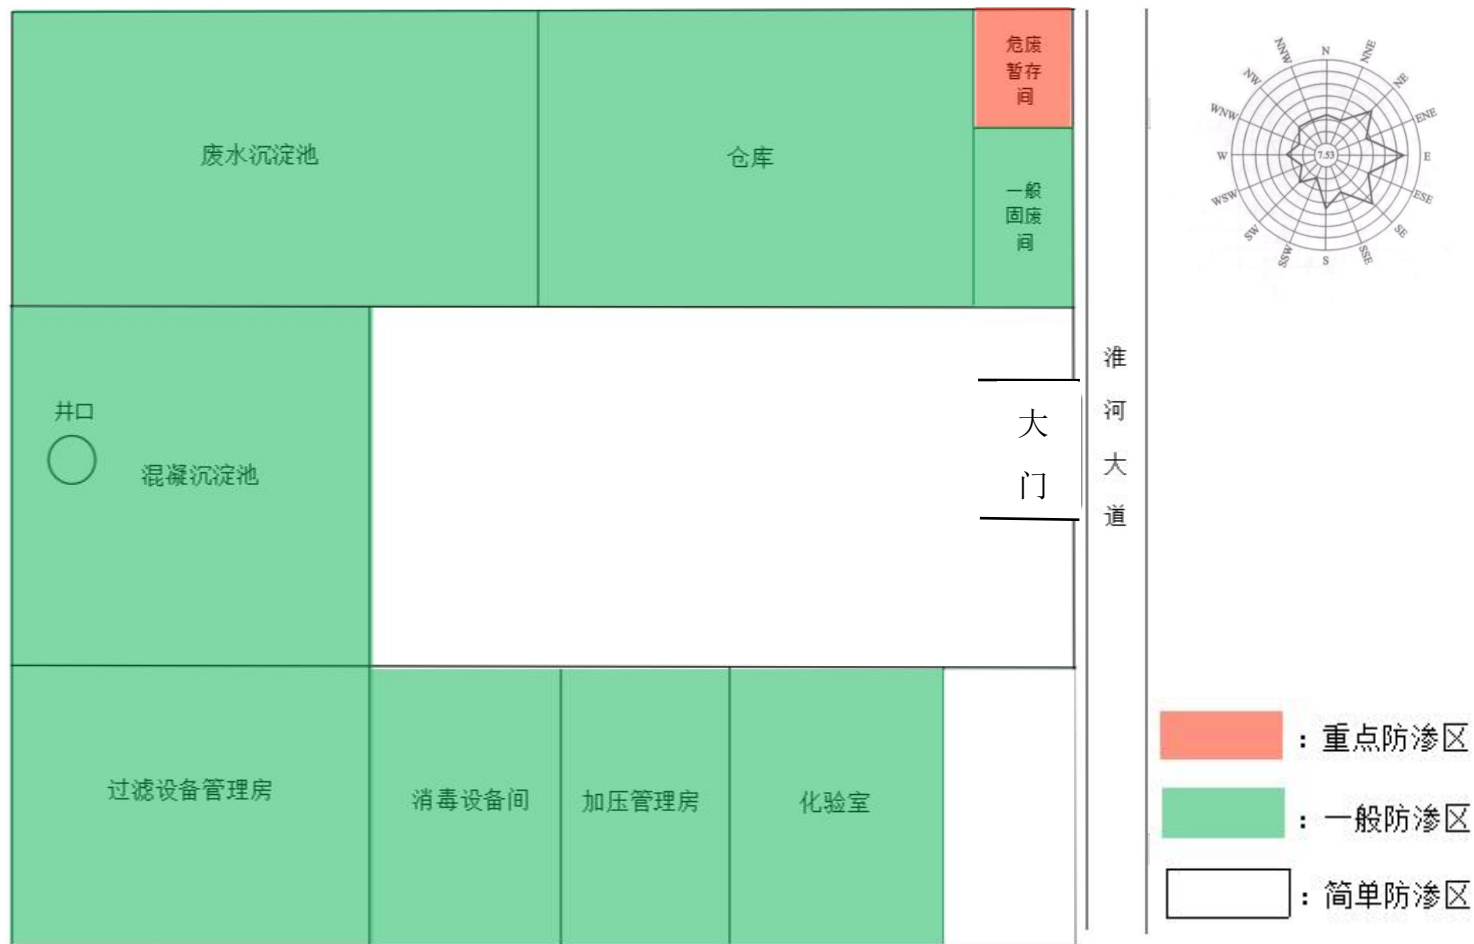 废水沉淀池
仓库
危废
暂存
间
一般
固废
间
井口
混凝沉淀池
大
门
淮
河
大
道
过滤设备管理房
消毒设备间
加压管理房
化验室
N
NNE
NE
ENE
E
ESE
SE
SSE
S
SSW
SW
WSW
W
WNW
NW
NNW
7.53
：重点防渗区
：一般防渗区
：简单防渗区